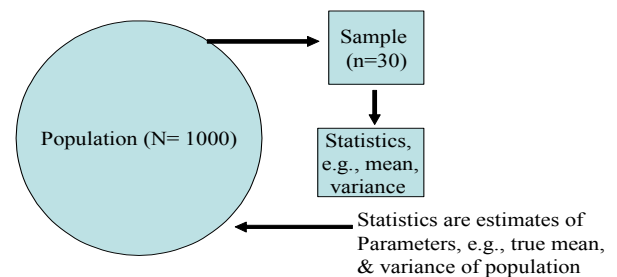 Population (N= 1000)
Sample
(n=30)
Statistics,
e.g., mean,
variance
Statistics are estimates of
Parameters, e.g., true mean,
& variance of population